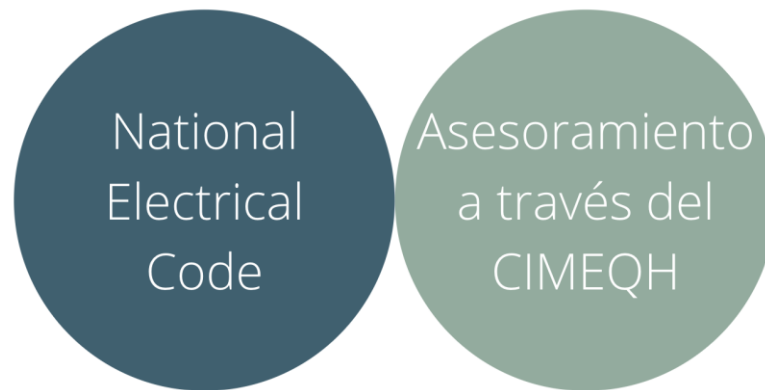 National
Electrical
Code
Asesoramiento
a través del
CIMEQH